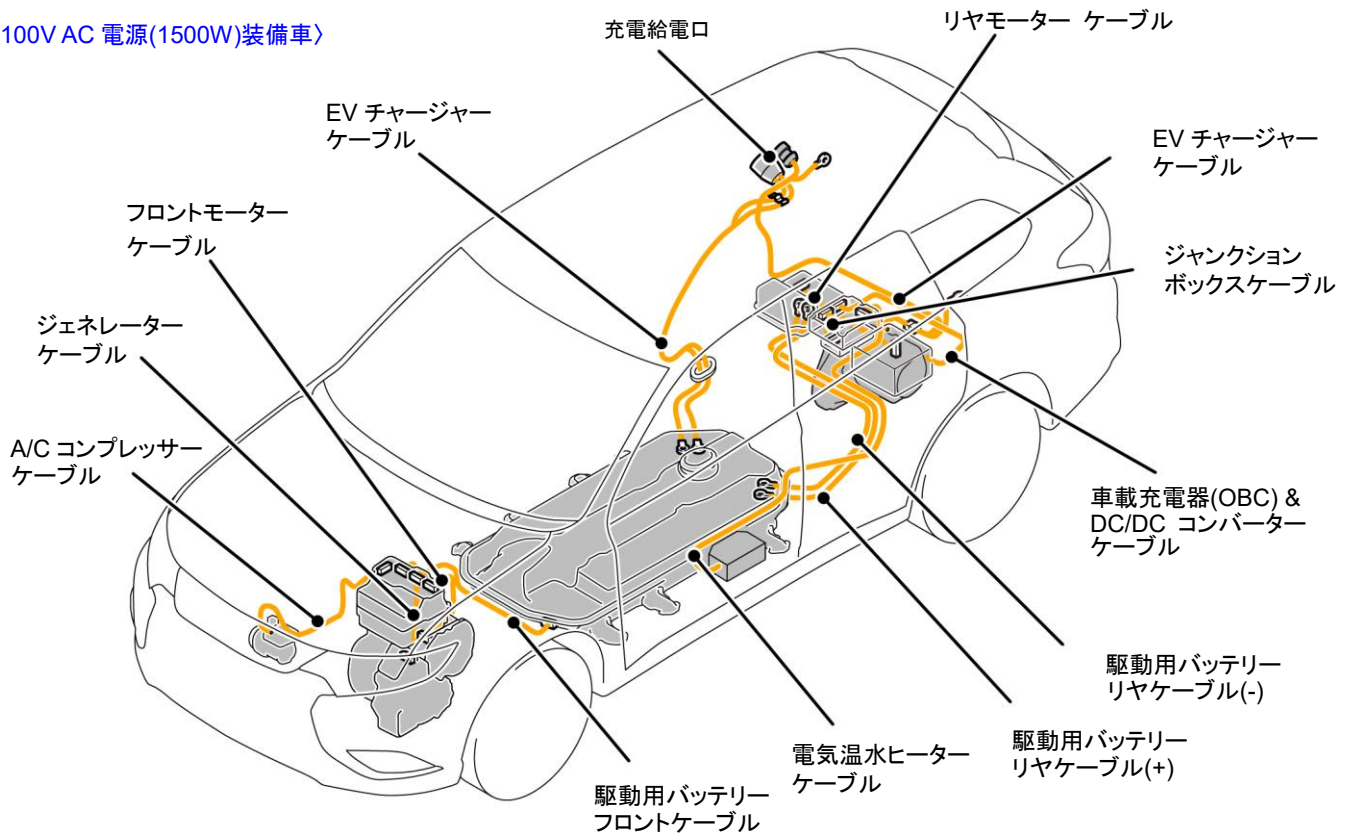 100V AC 電源(1500W)装備車〉
充電給電口
リヤモーター ケーブル
EV チャージャー
ケーブル
EV チャージャー
ケーブル
フロントモーター
ケーブル
ジャンクション
ボックスケーブル
ジェネレーター
ケーブル
A/C コンプレッサー
ケーブル
車載充電器(OBC) &
DC/DC コンバーター
ケーブル
駆動用バッテリー
リヤケーブル(-)
駆動用バッテリー
リヤケーブル(+)
電気温水ヒーター
ケーブル
駆動用バッテリー
フロントケーブル